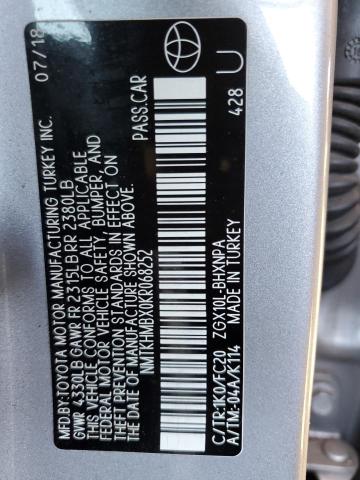 MFD.BY:TOYOTA MOTOR MANUFACTURING TURKEY INC. 07/18
GVWR 4330LB GAWR FR 2315LB RR 2380LB
THIS VEHICLE CONFORMS TO ALL APPLICABLE
FEDERAL MOTOR VEHICLE SAFETY, BUMPER, AND
THEFT PREVENTION STANDARDS IN EFFECT ON
THE DATE OF MANUFACTURE SHOWN ABOVE.
NMTKHMBX0KR068252 PASS.CAR
C/TR:1K0/FC20 ZGX10L-BHXNPA 428 U
A/TM:-04A/K114 MADE IN TURKEY